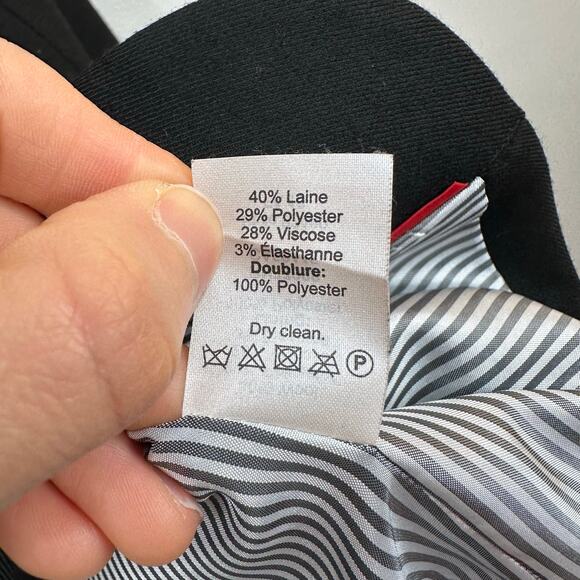 40% Laine
29% Polyester
28% Viscose
3% Élasthanne
Doublure:
100% Polyester
Dry clean.
P